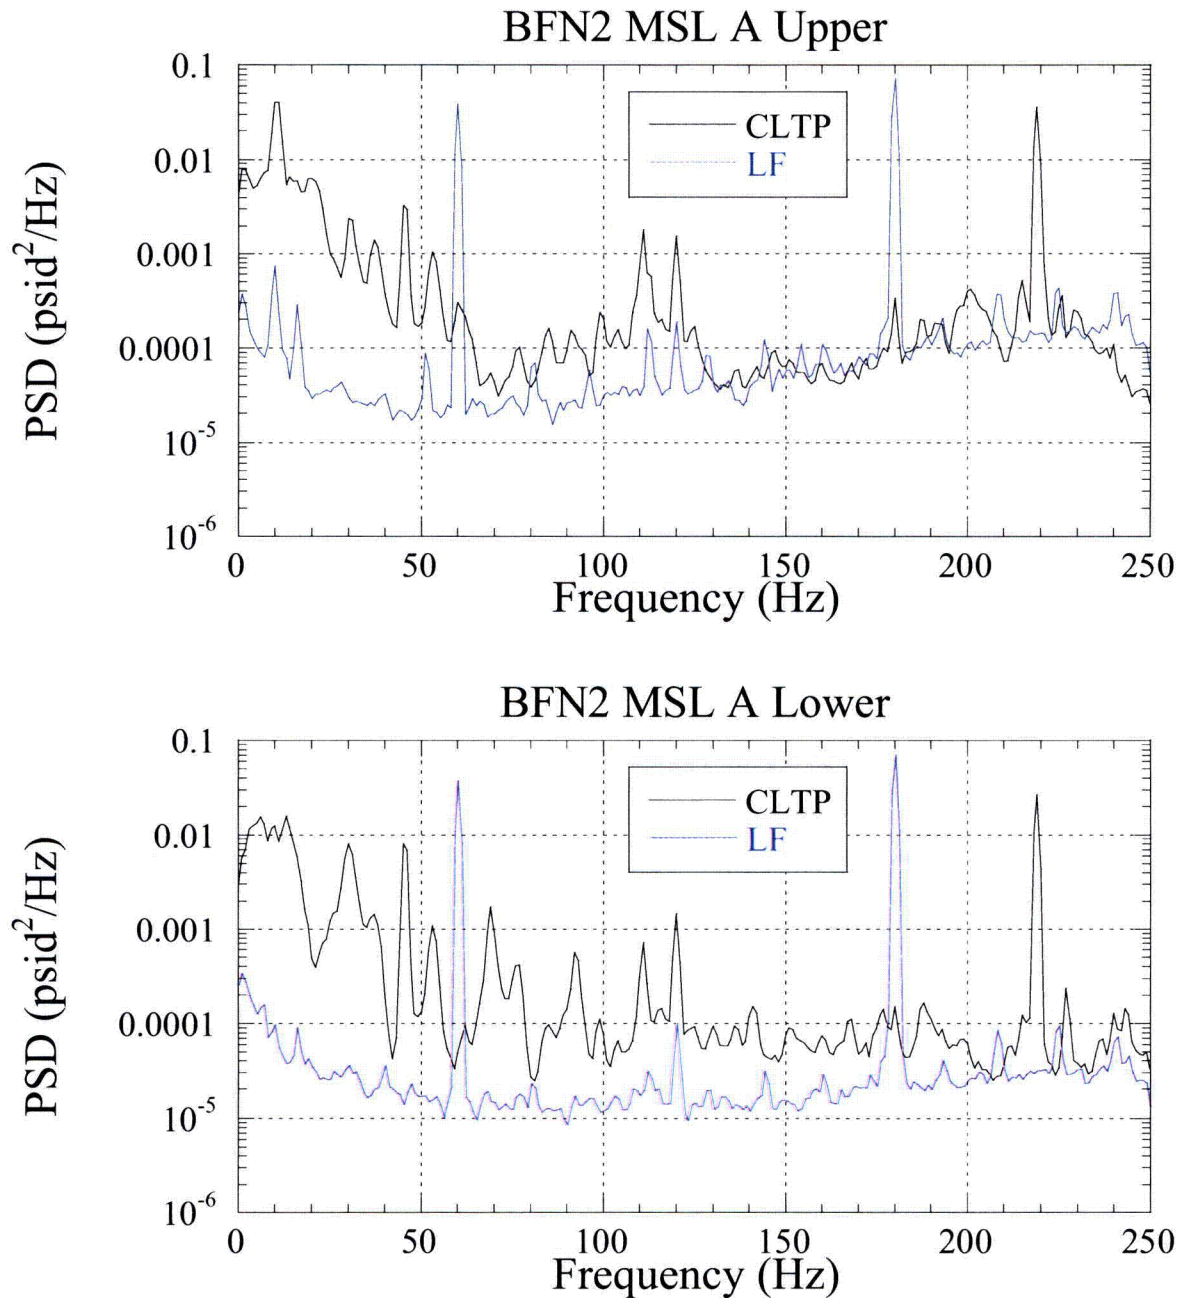 BFN2 MSL A Upper
PSD (psid²/Hz)
0.1
0.01
0.001
0.0001
10⁻⁵
10⁻⁶
CLTP
LF
0 50 100 150 200 250
Frequency (Hz)
BFN2 MSL A Lower
PSD (psid²/Hz)
0.1
0.01
0.001
0.0001
10⁻⁵
10⁻⁶
CLTP
LF
0 50 100 150 200 250
Frequency (Hz)